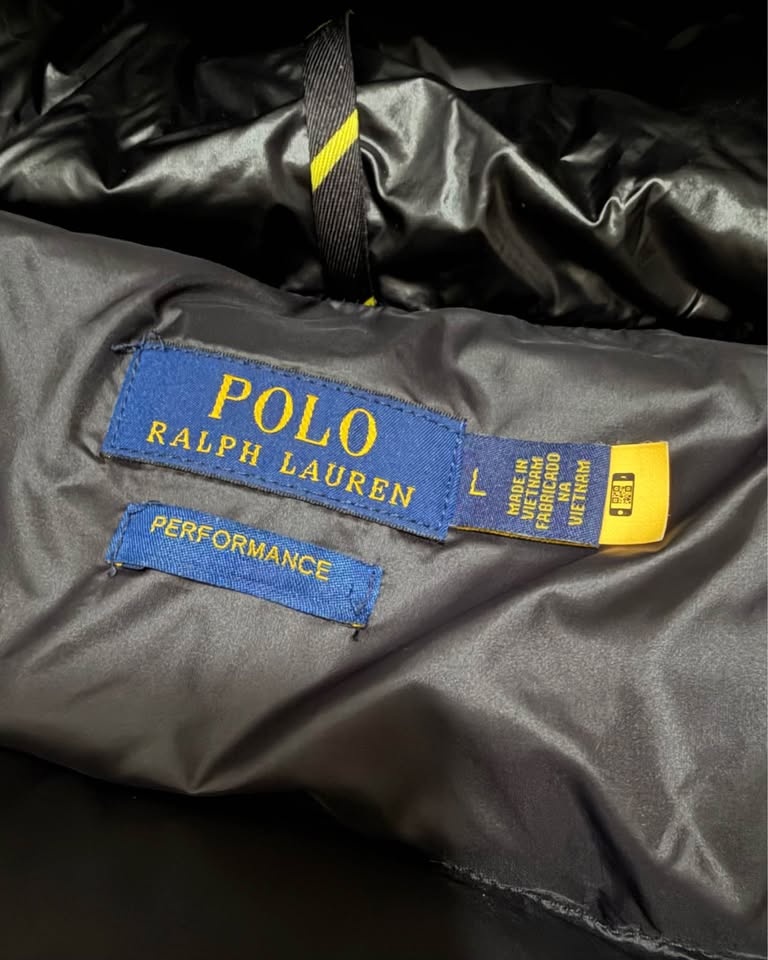 POLO
RALPH LAUREN
L
MADE IN
VIETNAM
FABRICADO
NA
VIETNAM
PERFORMANCE